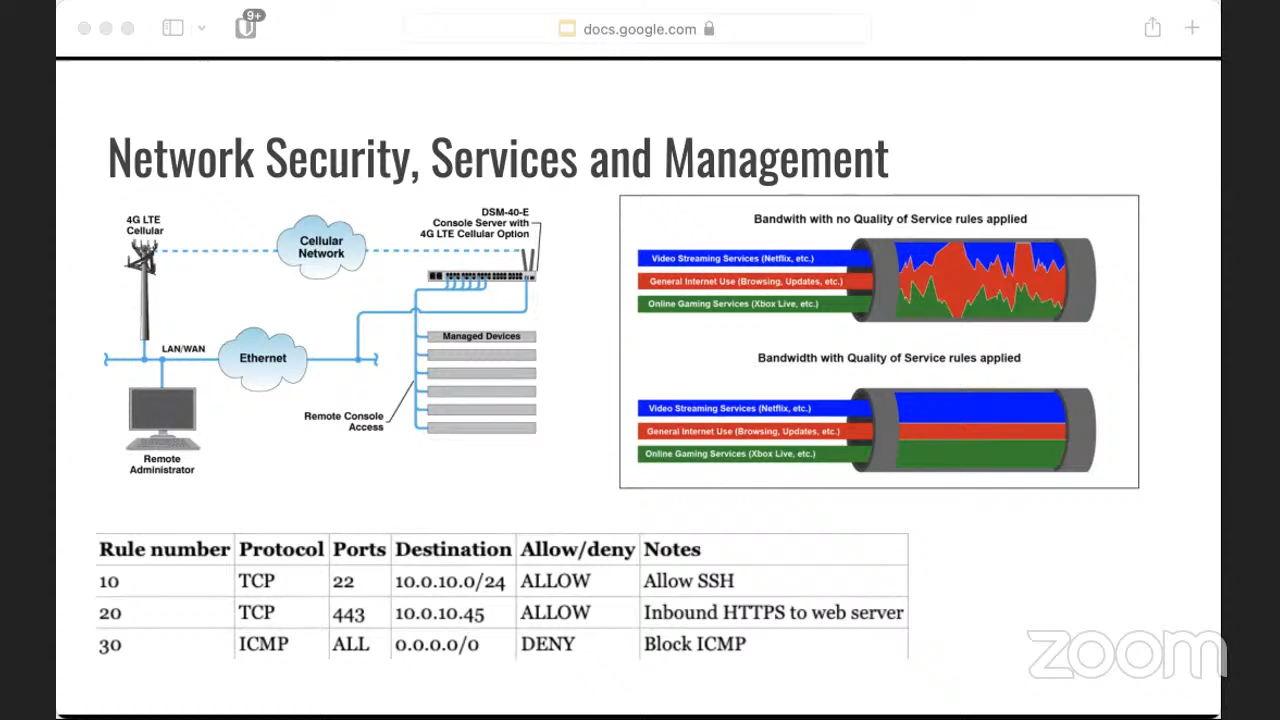 9+
docs.google.com
Network Security, Services and Management
4G LTE
Cellular
Cellular
Network
DSM-40-E
Console Server with
4G LTE Cellular Option
LAN/WAN
Ethernet
Managed Devices
Remote Console
Access
Remote
Administrator
Bandwith with no Quality of Service rules applied
Video Streaming Services (Netflix, etc.)
General Internet Use (Browsing, Updates, etc.)
Online Gaming Services (Xbox Live, etc.)
Bandwidth with Quality of Service rules applied
Video Streaming Services (Netflix, etc.)
General Internet Use (Browsing, Updates, etc.)
Online Gaming Services (Xbox Live, etc.)
Rule number Protocol Ports Destination Allow/deny Notes
10 TCP 22 10.0.10.0/24 ALLOW Allow SSH
20 TCP 443 10.0.10.45 ALLOW Inbound HTTPS to web server
30 ICMP ALL 0.0.0.0/0 DENY Block ICMP
zoom